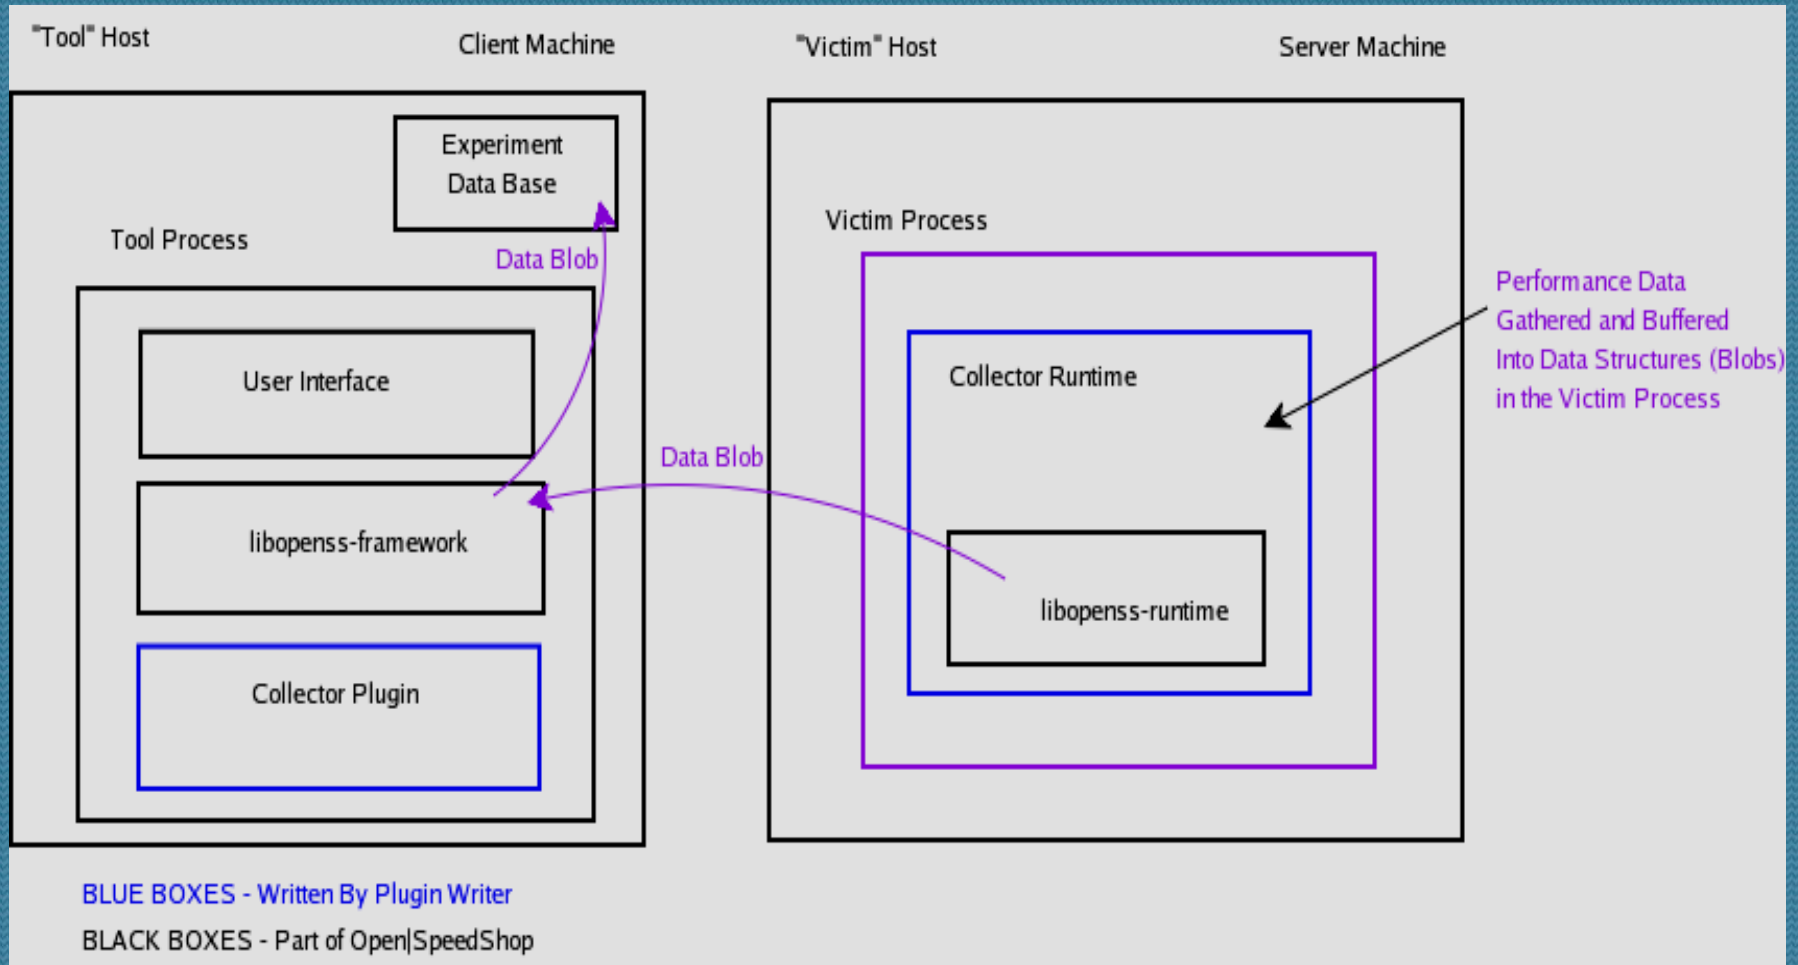 "Tool" Host
Client Machine
"Victim" Host
Server Machine
Experiment
Data Base
Tool Process
Data Blob
User Interface
libopenss-framework
Collector Plugin
Data Blob
Victim Process
Collector Runtime
libopenss-runtime
Performance Data
Gathered and Buffered
Into Data Structures (Blobs)
in the Victim Process
BLUE BOXES - Written By Plugin Writer
BLACK BOXES - Part of Open|SpeedShop